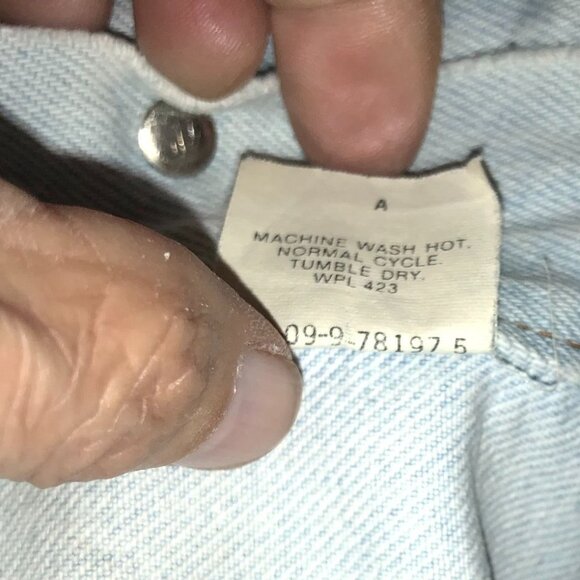 A
MACHINE WASH HOT.
NORMAL CYCLE.
TUMBLE DRY.
WPL 423
09-9-78197 5